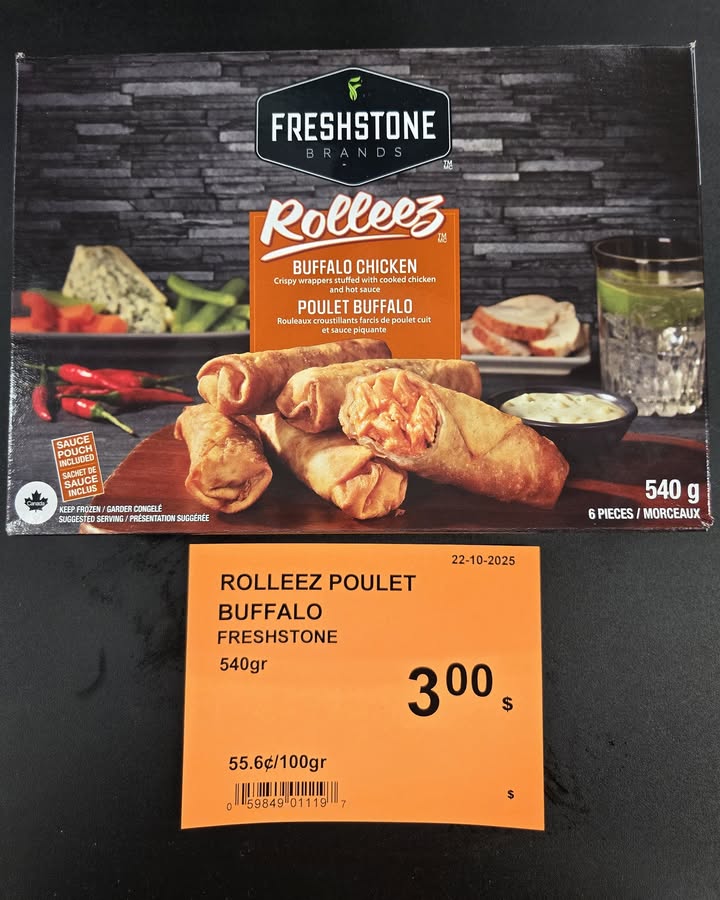 FRESHSTONE
BRANDS
TM
MC
Rolleez
TM
MC
BUFFALO CHICKEN
Crispy wrappers stuffed with cooked chicken
and hot sauce
POULET BUFFALO
Rouleaux croustillants farcis de poulet cuit
et sauce piquante
SAUCE
POUCH
INCLUDED
SACHET DE
SAUCE
INCLUS
Canada
KEEP FROZEN / GARDER CONGELÉ
SUGGESTED SERVING / PRÉSENTATION SUGGÉRÉE
540 g
6 PIECES / MORCEAUX
22-10-2025
ROLLEEZ POULET
BUFFALO
FRESHSTONE
540gr
3 00 $
55.6¢/100gr
0 59849 01119 7
$